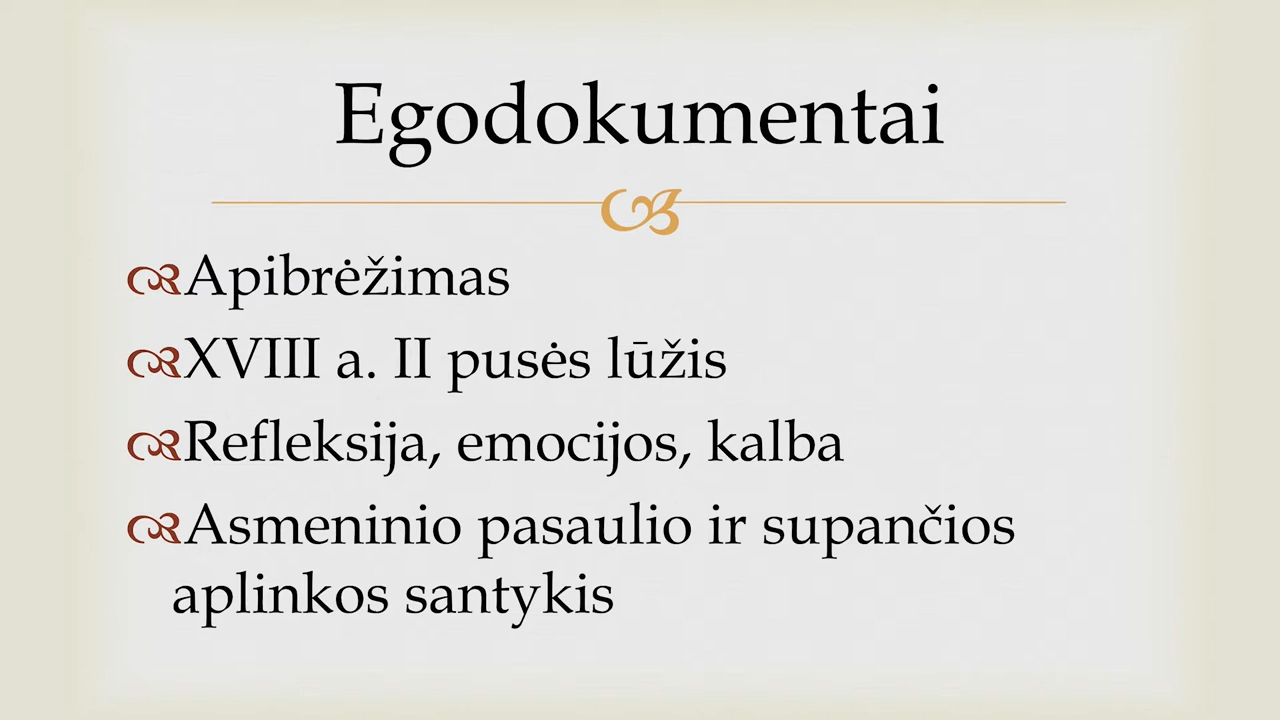 Egodokumentai
Apibrėžimas
XVIII a. II pusės lūžis
Refleksija, emocijos, kalba
Asmeninio pasaulio ir supančios
aplinkos santykis